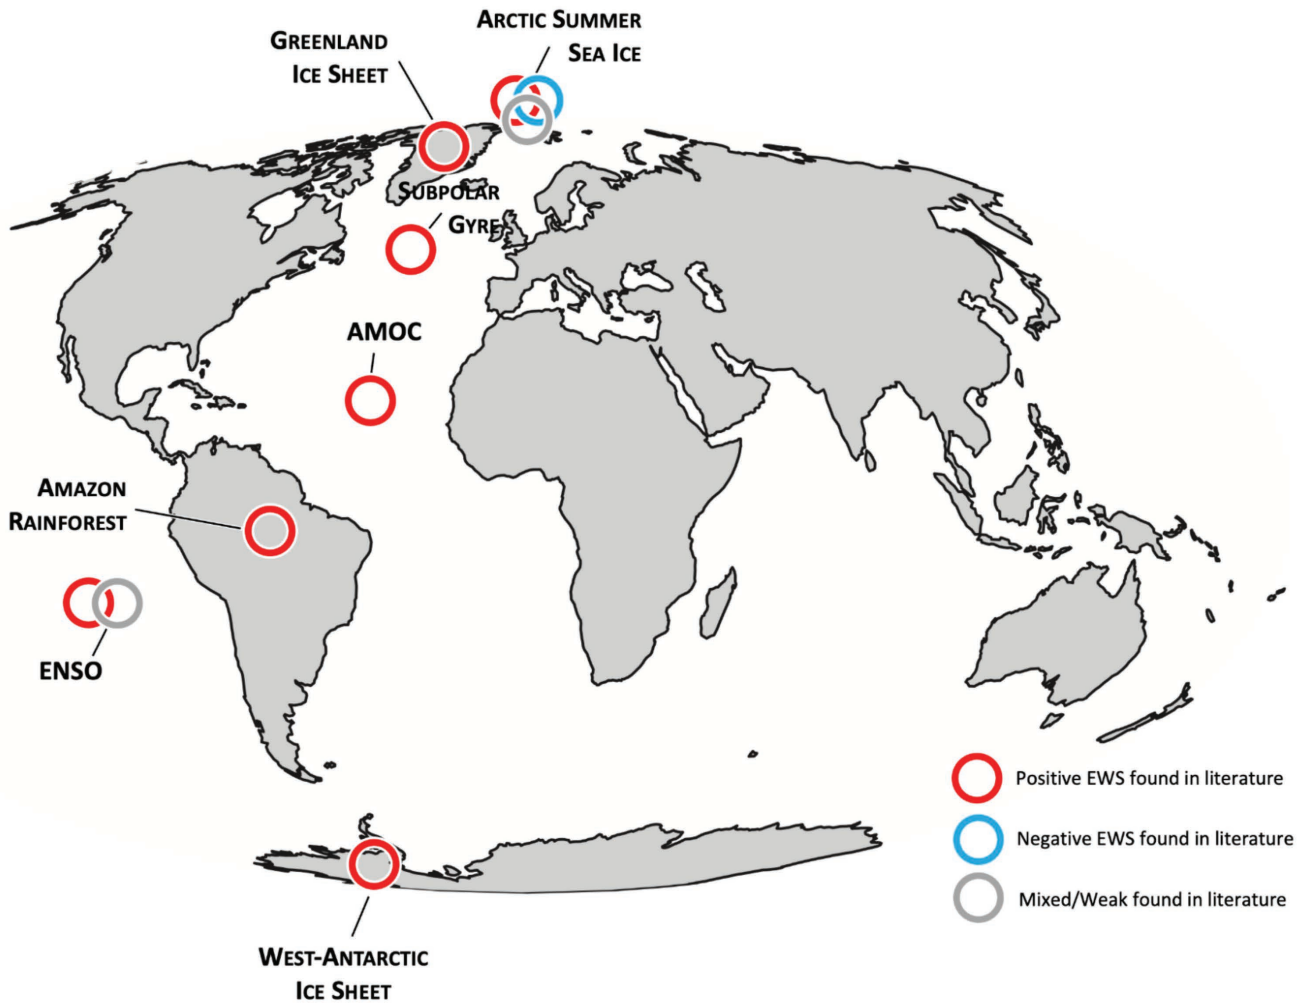 Arctic Summer
Sea Ice
Greenland
Ice Sheet
Subpolar
Gyre
AMOC
Amazon
Rainforest
ENSO
Positive EWS found in literature
Negative EWS found in literature
Mixed/Weak found in literature
West-Antarctic
Ice Sheet